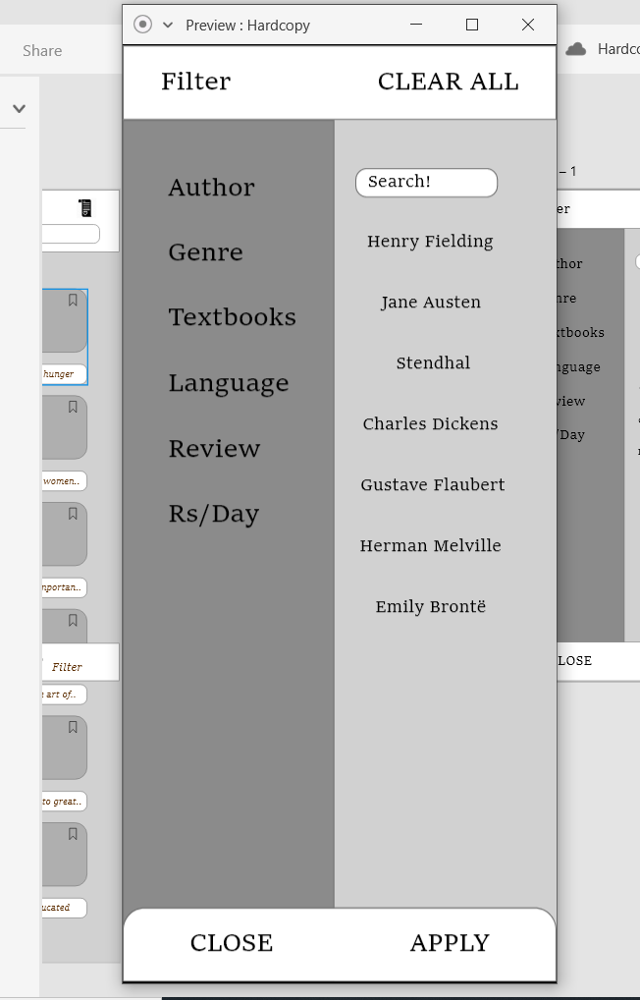 Preview : Hardcopy
Share
Filter
CLEAR ALL
Author
Genre
Textbooks
Language
Review
Rs/Day
Search!
Henry Fielding
Jane Austen
Stendhal
Charles Dickens
Gustave Flaubert
Herman Melville
Emily Brontë
CLOSE
APPLY
hunger
women..
nportan..
Filter
art of..
to great..
ucated
Hardco
– 1
er
thor
nre
xtbooks
nguage
view
/Day
LOSE